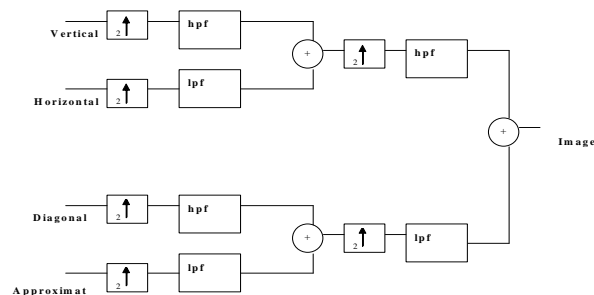 hpf
2
Vertical
+
2
hpf
lpf
2
Horizontal
+
Image
hpf
2
Diagonal
+
2
lpf
lpf
2
Approximat